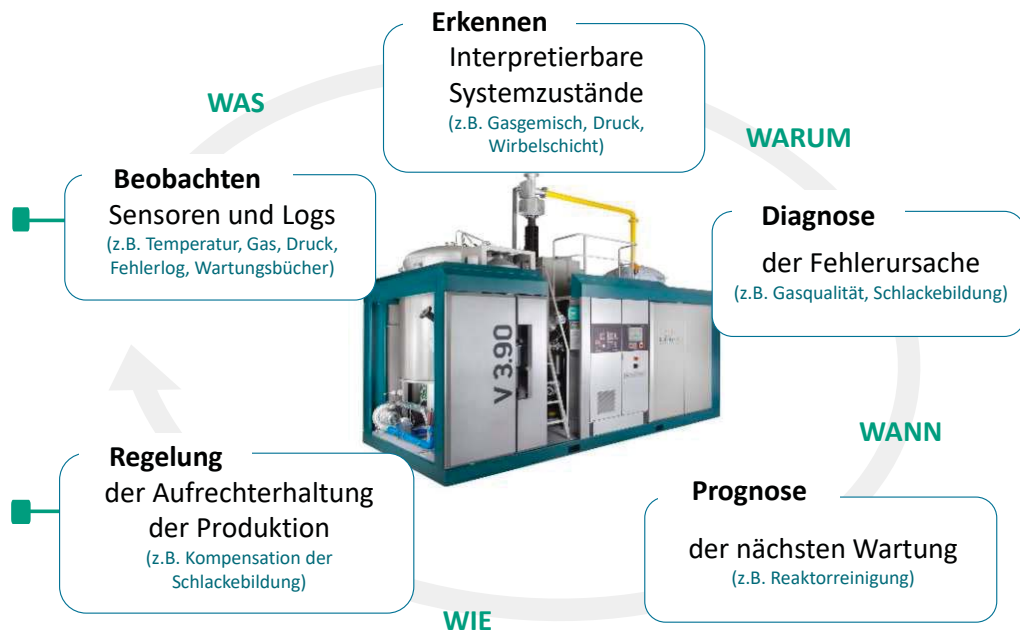 Erkennen
Interpretierbare
Systemzustände
(z.B. Gasgemisch, Druck,
Wirbelschicht)
WAS
WARUM
Beobachten
Sensoren und Logs
(z.B. Temperatur, Gas, Druck,
Fehlerlog, Wartungsbücher)
Diagnose
der Fehlerursache
(z.B. Gasqualität, Schlackebildung)
V 3.90
WANN
Regelung
der Aufrechterhaltung
der Produktion
(z.B. Kompensation der
Schlackebildung)
Prognose
der nächsten Wartung
(z.B. Reaktorreinigung)
WIE